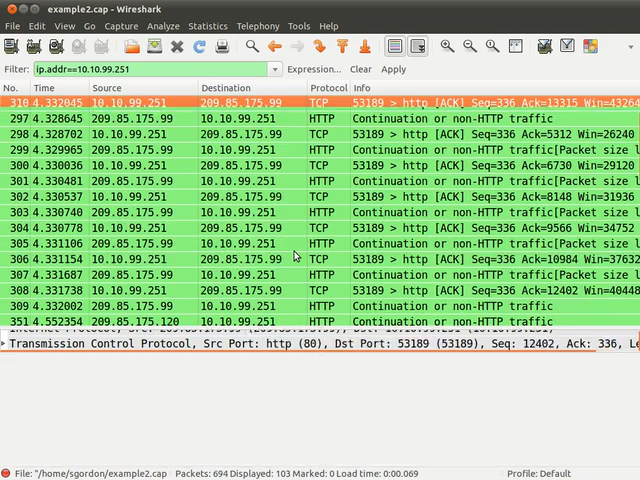 example2.cap - Wireshark
File Edit View Go Capture Analyze Statistics Telephony Tools Help
Filter: ip.addr==10.10.99.251 Expression... Clear Apply
No. Time Source Destination Protocol Info
310 4.332045 10.10.99.251 209.85.175.99 TCP 53189 > http [ACK] Seq=336 Ack=13315 Win=43264
297 4.328645 209.85.175.99 10.10.99.251 HTTP Continuation or non-HTTP traffic
298 4.328702 10.10.99.251 209.85.175.99 TCP 53189 > http [ACK] Seq=336 Ack=5312 Win=26240
299 4.329965 209.85.175.99 10.10.99.251 HTTP Continuation or non-HTTP traffic[Packet size l
300 4.330036 10.10.99.251 209.85.175.99 TCP 53189 > http [ACK] Seq=336 Ack=6730 Win=29120
301 4.330481 209.85.175.99 10.10.99.251 HTTP Continuation or non-HTTP traffic[Packet size l
302 4.330537 10.10.99.251 209.85.175.99 TCP 53189 > http [ACK] Seq=336 Ack=8148 Win=31936
303 4.330740 209.85.175.99 10.10.99.251 HTTP Continuation or non-HTTP traffic[Packet size l
304 4.330778 10.10.99.251 209.85.175.99 TCP 53189 > http [ACK] Seq=336 Ack=9566 Win=34752
305 4.331106 209.85.175.99 10.10.99.251 HTTP Continuation or non-HTTP traffic[Packet size l
306 4.331154 10.10.99.251 209.85.175.99 TCP 53189 > http [ACK] Seq=336 Ack=10984 Win=37632
307 4.331687 209.85.175.99 10.10.99.251 HTTP Continuation or non-HTTP traffic[Packet size l
308 4.331738 10.10.99.251 209.85.175.99 TCP 53189 > http [ACK] Seq=336 Ack=12402 Win=40448
309 4.332002 209.85.175.99 10.10.99.251 HTTP Continuation or non-HTTP traffic
351 4.552354 209.85.175.120 10.10.99.251 HTTP Continuation or non-HTTP traffic
Transmission Control Protocol, Src Port: http (80), Dst Port: 53189 (53189), Seq: 12402, Ack: 336, Le
File: "/home/sgordon/example2.cap Packets: 694 Displayed: 103 Marked: 0 Load time: 0:00.069 Profile: Default